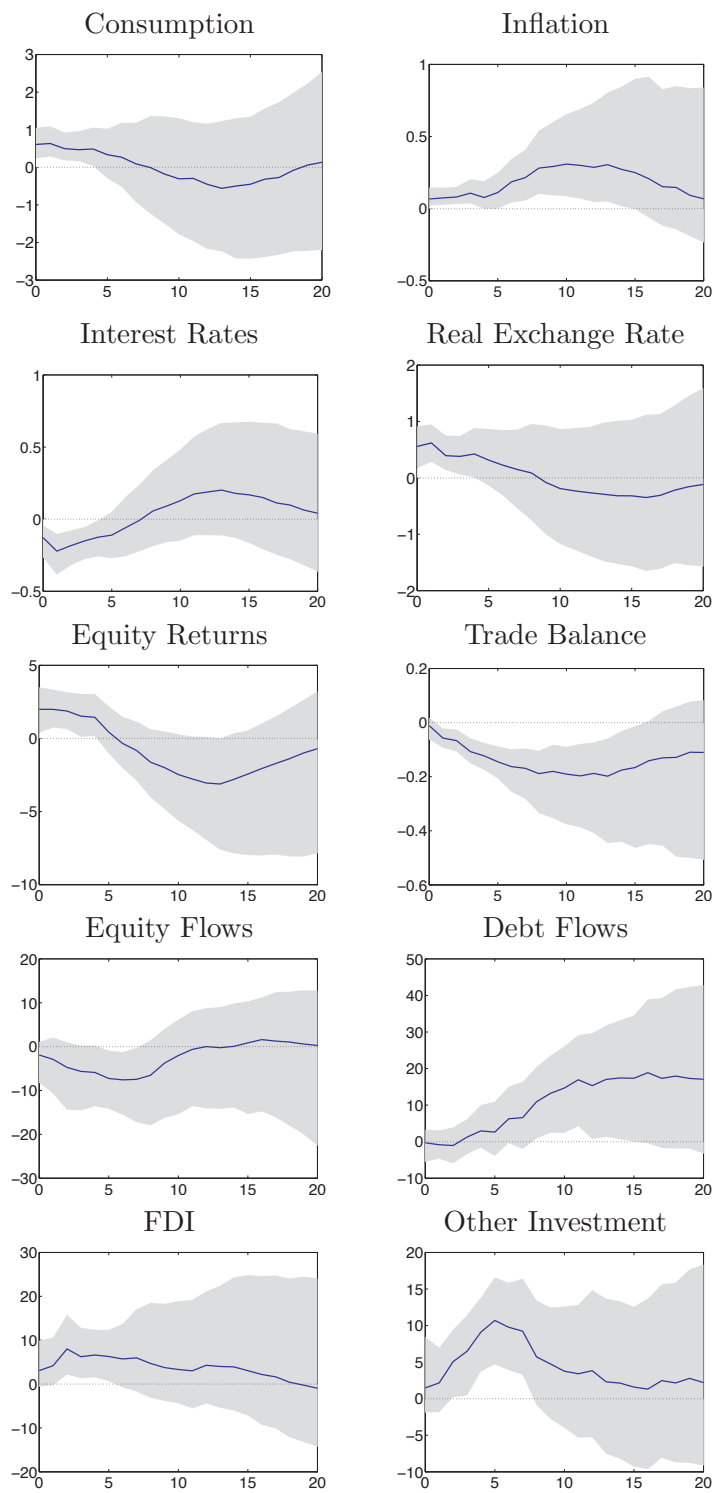 Consumption
3
2
1
0
−1
−2
−3
0 5 10 15 20
Inflation
1
0.5
0
−0.5
0 5 10 15 20
Interest Rates
1
0.5
0
−0.5
0 5 10 15 20
Real Exchange Rate
2
1
0
−1
−2
0 5 10 15 20
Equity Returns
5
0
−5
−10
0 5 10 15 20
Trade Balance
0.2
0
−0.2
−0.4
−0.6
0 5 10 15 20
Equity Flows
20
10
0
−10
−20
−30
0 5 10 15 20
Debt Flows
50
40
30
20
10
0
−10
0 5 10 15 20
FDI
30
20
10
0
−10
−20
0 5 10 15 20
Other Investment
20
15
10
5
0
−5
−10
0 5 10 15 20